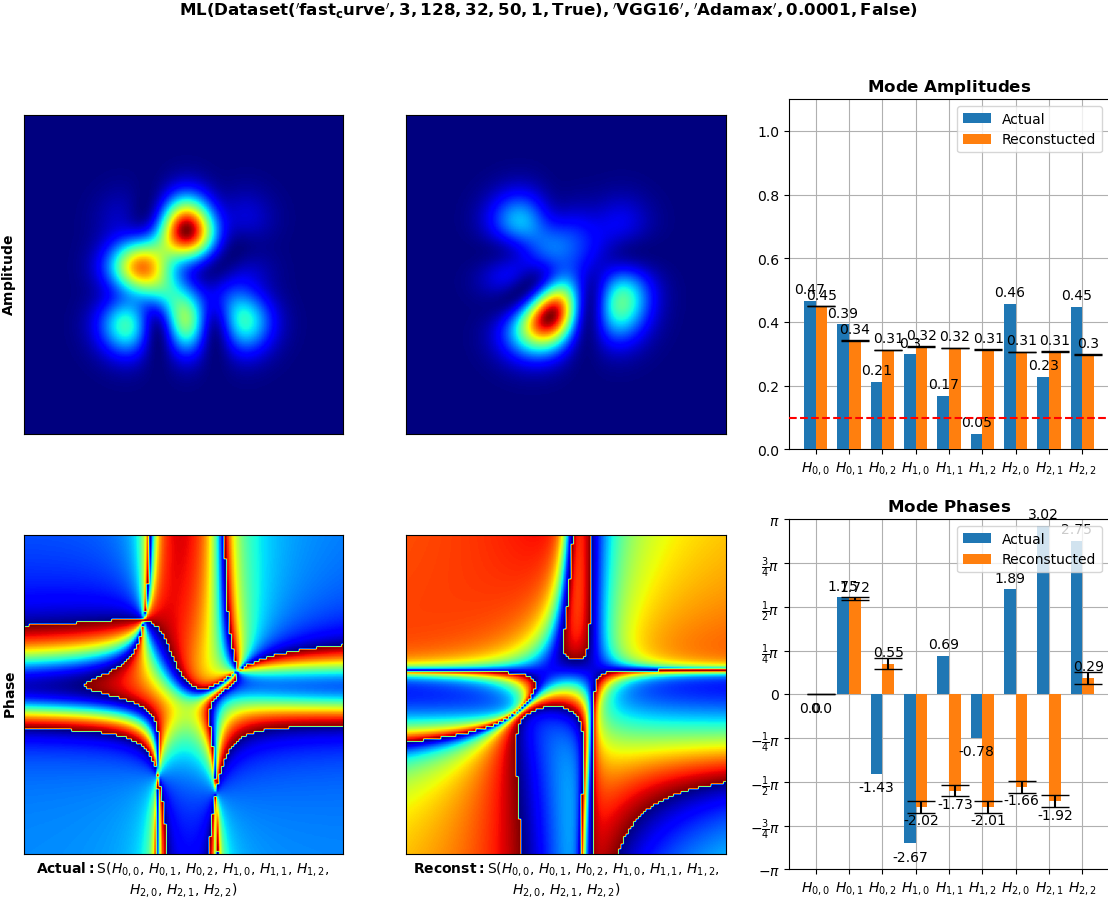 ML(Dataset('fast_curve', 3, 128, 32, 50, 1, True), 'VGG16', 'Adamax', 0.0001, False)
Amplitude
Mode Amplitudes
Actual
Reconstucted
1.0
0.8
0.6
0.4
0.2
0.0
0.47
0.45
0.39
0.34
0.21
0.31
0.3
0.32
0.17
0.32
0.05
0.31
0.46
0.31
0.23
0.31
0.45
0.3
H0,0 H0,1 H0,2 H1,0 H1,1 H1,2 H2,0 H2,1 H2,2
Phase
Mode Phases
Actual
Reconstucted
π
3/4π
1/2π
1/4π
0
−1/4π
−1/2π
−3/4π
−π
0.0
0.0
1.75
1.72
-1.43
0.55
-2.67
-2.02
0.69
-1.73
-0.78
-2.01
1.89
-1.66
3.02
-1.92
2.75
0.29
H0,0 H0,1 H0,2 H1,0 H1,1 H1,2 H2,0 H2,1 H2,2
Actual: S(H0,0, H0,1, H0,2, H1,0, H1,1, H1,2,
H2,0, H2,1, H2,2)
Reconst: S(H0,0, H0,1, H0,2, H1,0, H1,1, H1,2,
H2,0, H2,1, H2,2)